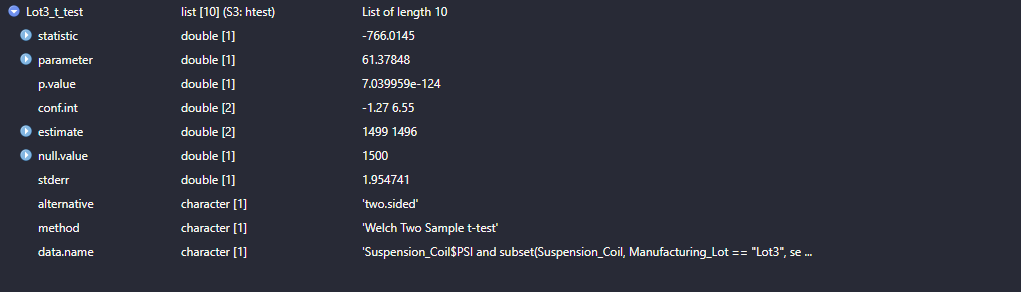 Lot3_t_test list [10] (S3: htest) List of length 10
statistic double [1] -766.0145
parameter double [1] 61.37848
p.value double [1] 7.039959e-124
conf.int double [2] -1.27 6.55
estimate double [2] 1499 1496
null.value double [1] 1500
stderr double [1] 1.954741
alternative character [1] 'two.sided'
method character [1] 'Welch Two Sample t-test'
data.name character [1] 'Suspension_Coil$PSI and subset(Suspension_Coil, Manufacturing_Lot == "Lot3", se ...